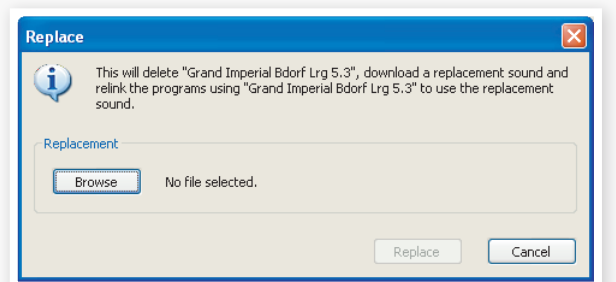 Replace
This will delete "Grand Imperial Bdorf Lrg 5.3", download a replacement sound and
relink the programs using "Grand Imperial Bdorf Lrg 5.3" to use the replacement
sound.
Replacement
Browse No file selected.
Replace Cancel